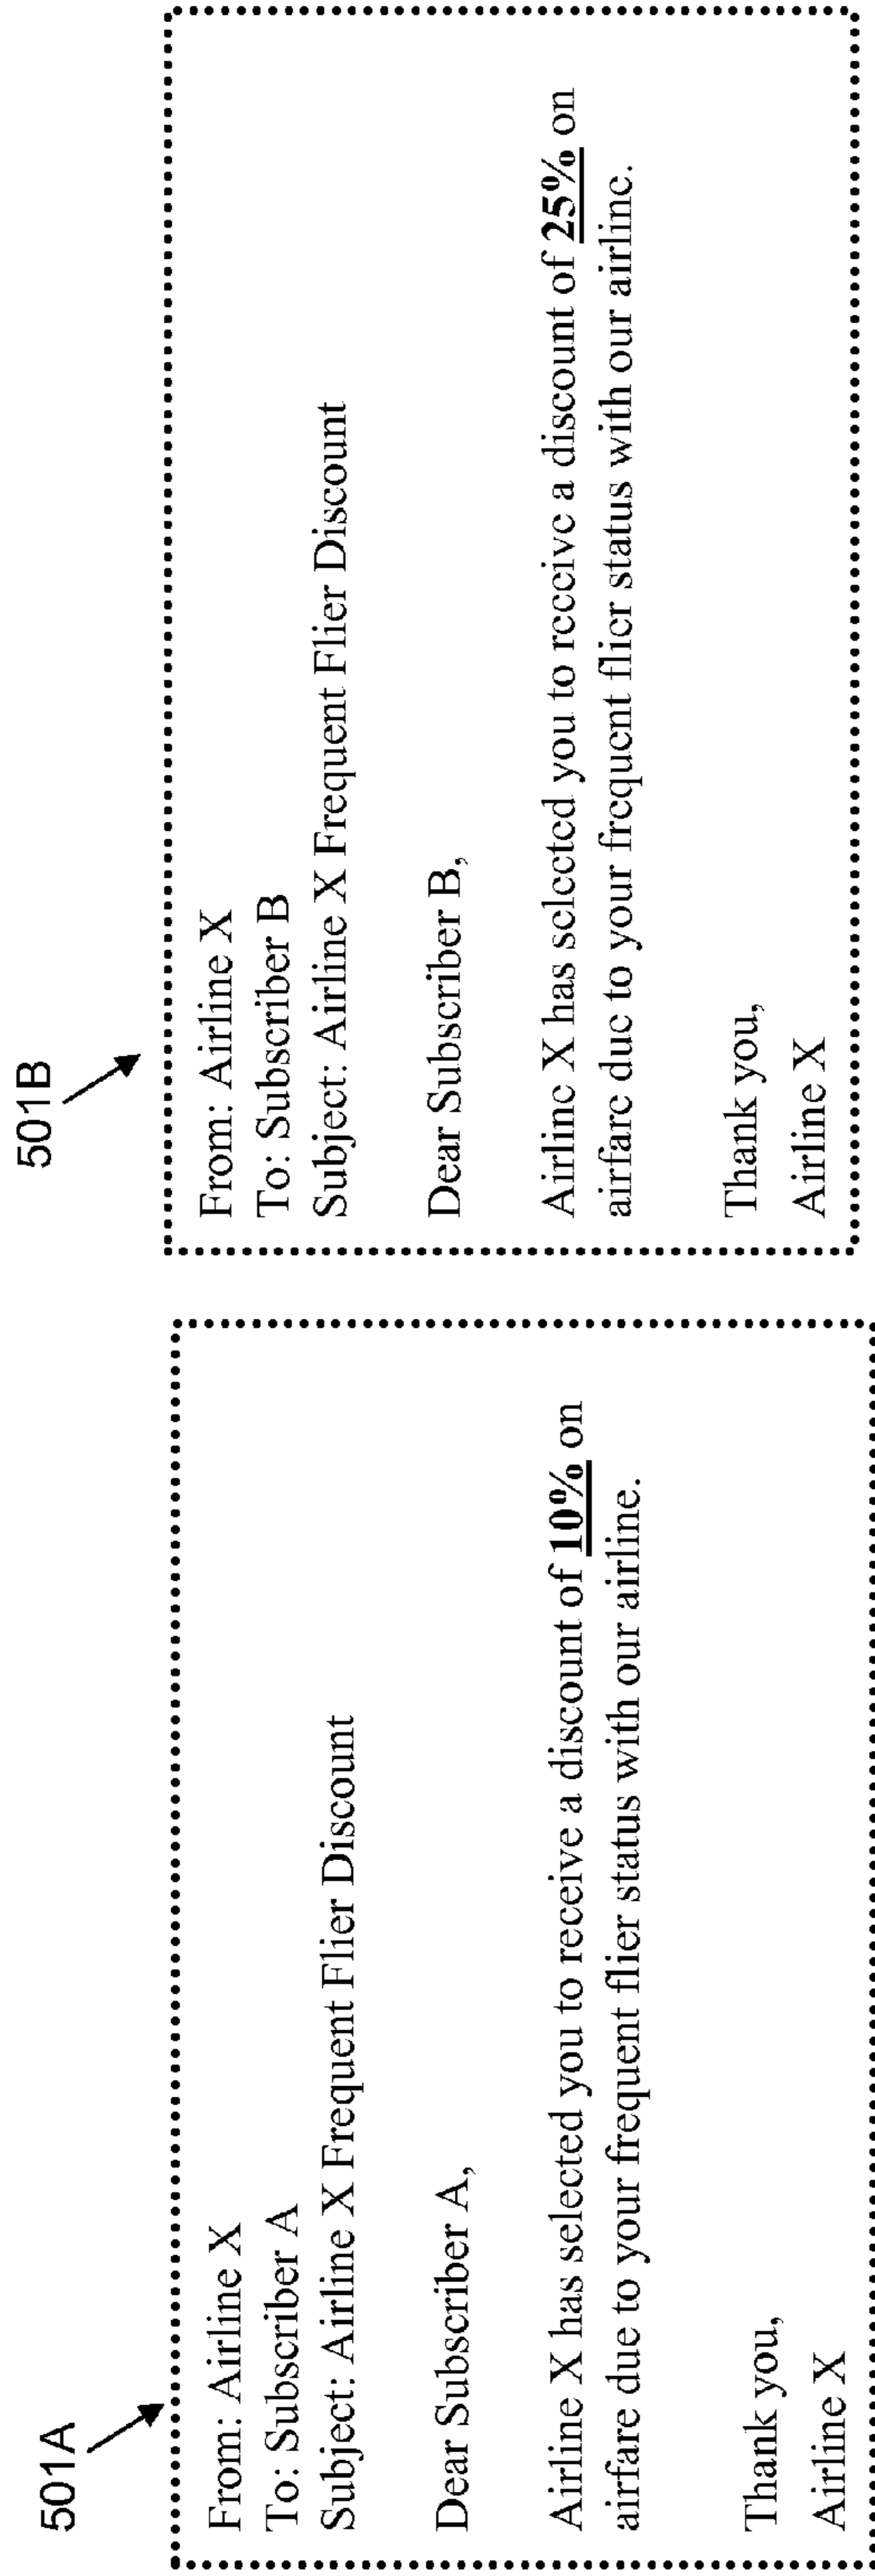 501A
From: Airline X
To: Subscriber A
Subject: Airline X Frequent Flier Discount
Dear Subscriber A,
Airline X has selected you to receive a discount of 10% on
airfare due to your frequent flier status with our airline.
Thank you,
Airline X
501B
From: Airline X
To: Subscriber B
Subject: Airline X Frequent Flier Discount
Dear Subscriber B,
Airline X has selected you to receive a discount of 25% on
airfare due to your frequent flier status with our airline.
Thank you,
Airline X